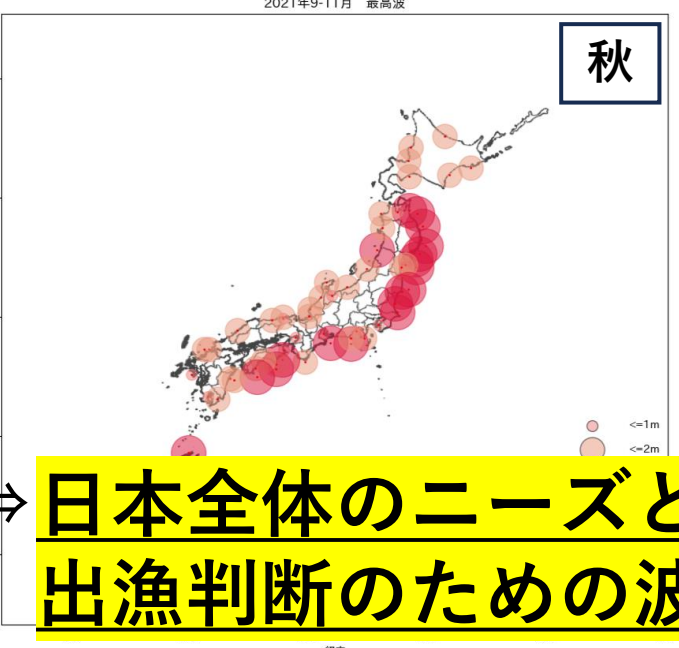 2021年9-11月 最高波
秋
<=1m
<=2m
⇒日本全体のニーズと
出漁判断のための波